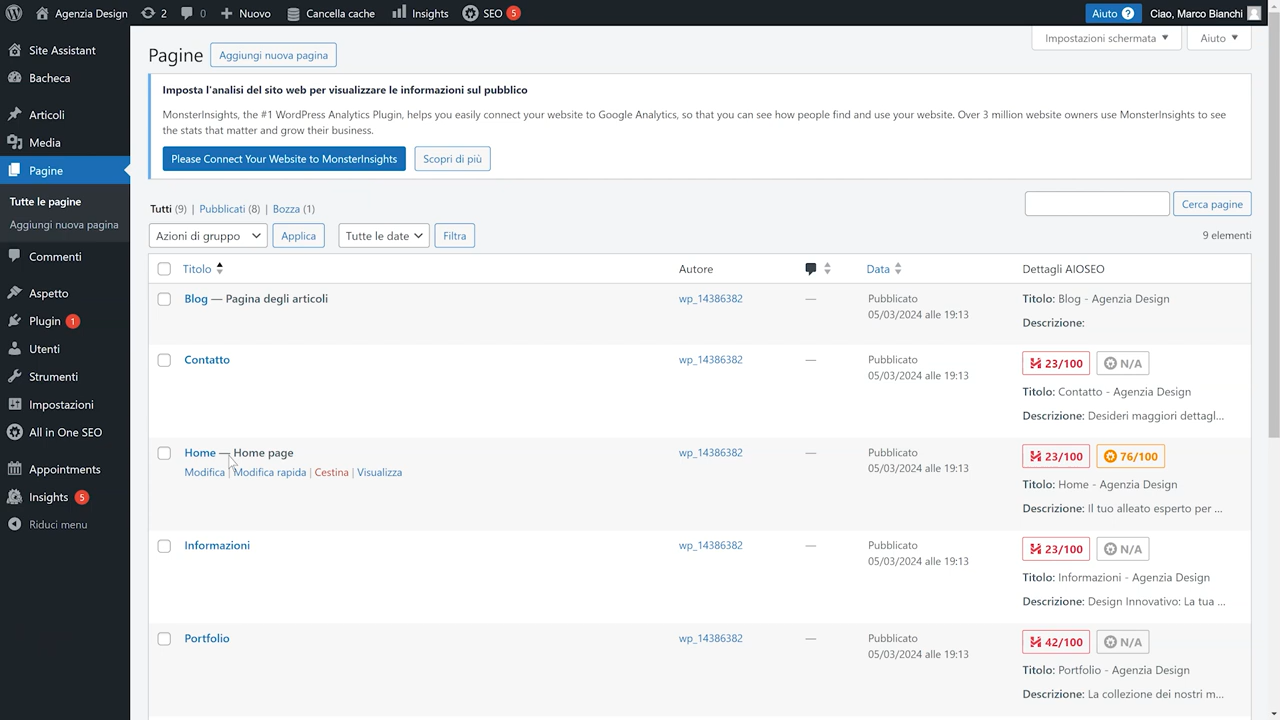 Agenzia Design 2 0 Nuovo Cancella cache Insights SEO 5 Aiuto ? Ciao, Marco Bianchi
Site Assistant
Bacheca
Articoli
Media
Pagine
Tutte le pagine
Aggiungi nuova pagina
Commenti
Aspetto
Plugin 1
Utenti
Strumenti
Impostazioni
All in One SEO
Appointments
Insights 5
Riduci menu
Impostazioni schermata Aiuto
Pagine Aggiungi nuova pagina
Imposta l'analisi del sito web per visualizzare le informazioni sul pubblico
MonsterInsights, the #1 WordPress Analytics Plugin, helps you easily connect your website to Google Analytics, so that you can see how people find and use your website. Over 3 million website owners use MonsterInsights to see
the stats that matter and grow their business.
Please Connect Your Website to MonsterInsights Scopri di più
Tutti (9) | Pubblicati (8) | Bozza (1) Cerca pagine
Azioni di gruppo Applica Tutte le date Filtra 9 elementi
Titolo Autore Data Dettagli AIOSEO
Blog — Pagina degli articoli wp_14386382 — Pubblicato Titolo: Blog - Agenzia Design
05/03/2024 alle 19:13
Descrizione:
Contatto wp_14386382 — Pubblicato 23/100 N/A
05/03/2024 alle 19:13
Titolo: Contatto - Agenzia Design
Descrizione: Desideri maggiori dettagl...
Home — Home page wp_14386382 — Pubblicato 23/100 76/100
Modifica | Modifica rapida | Cestina | Visualizza 05/03/2024 alle 19:13
Titolo: Home - Agenzia Design
Descrizione: Il tuo alleato esperto per ...
Informazioni wp_14386382 — Pubblicato 23/100 N/A
05/03/2024 alle 19:13
Titolo: Informazioni - Agenzia Design
Descrizione: Design Innovativo: La tua ...
Portfolio wp_14386382 — Pubblicato 42/100 N/A
05/03/2024 alle 19:13
Titolo: Portfolio - Agenzia Design
Descrizione: La collezione dei nostri m...